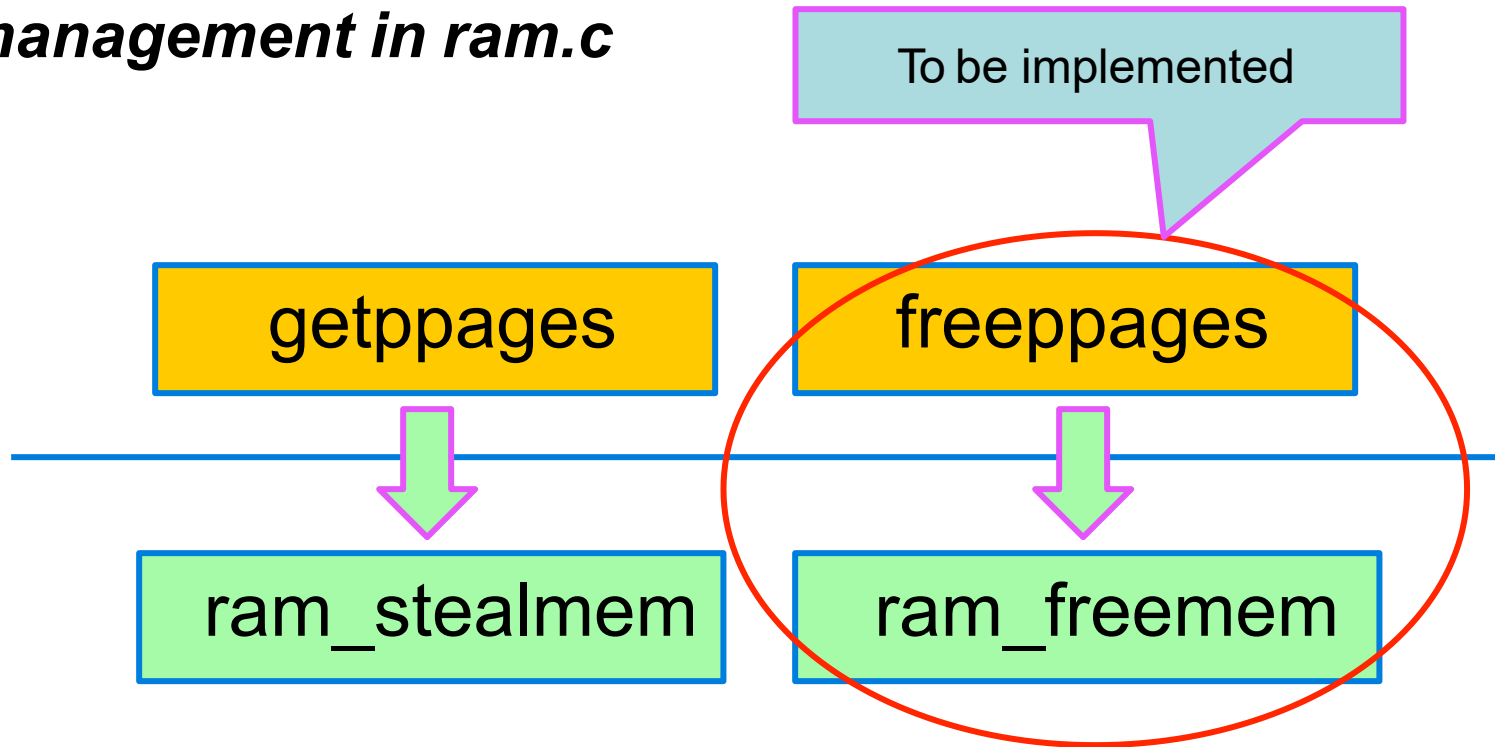 management in ram.c
To be implemented
getppages
freeppages
ram_stealmem
ram_freemem